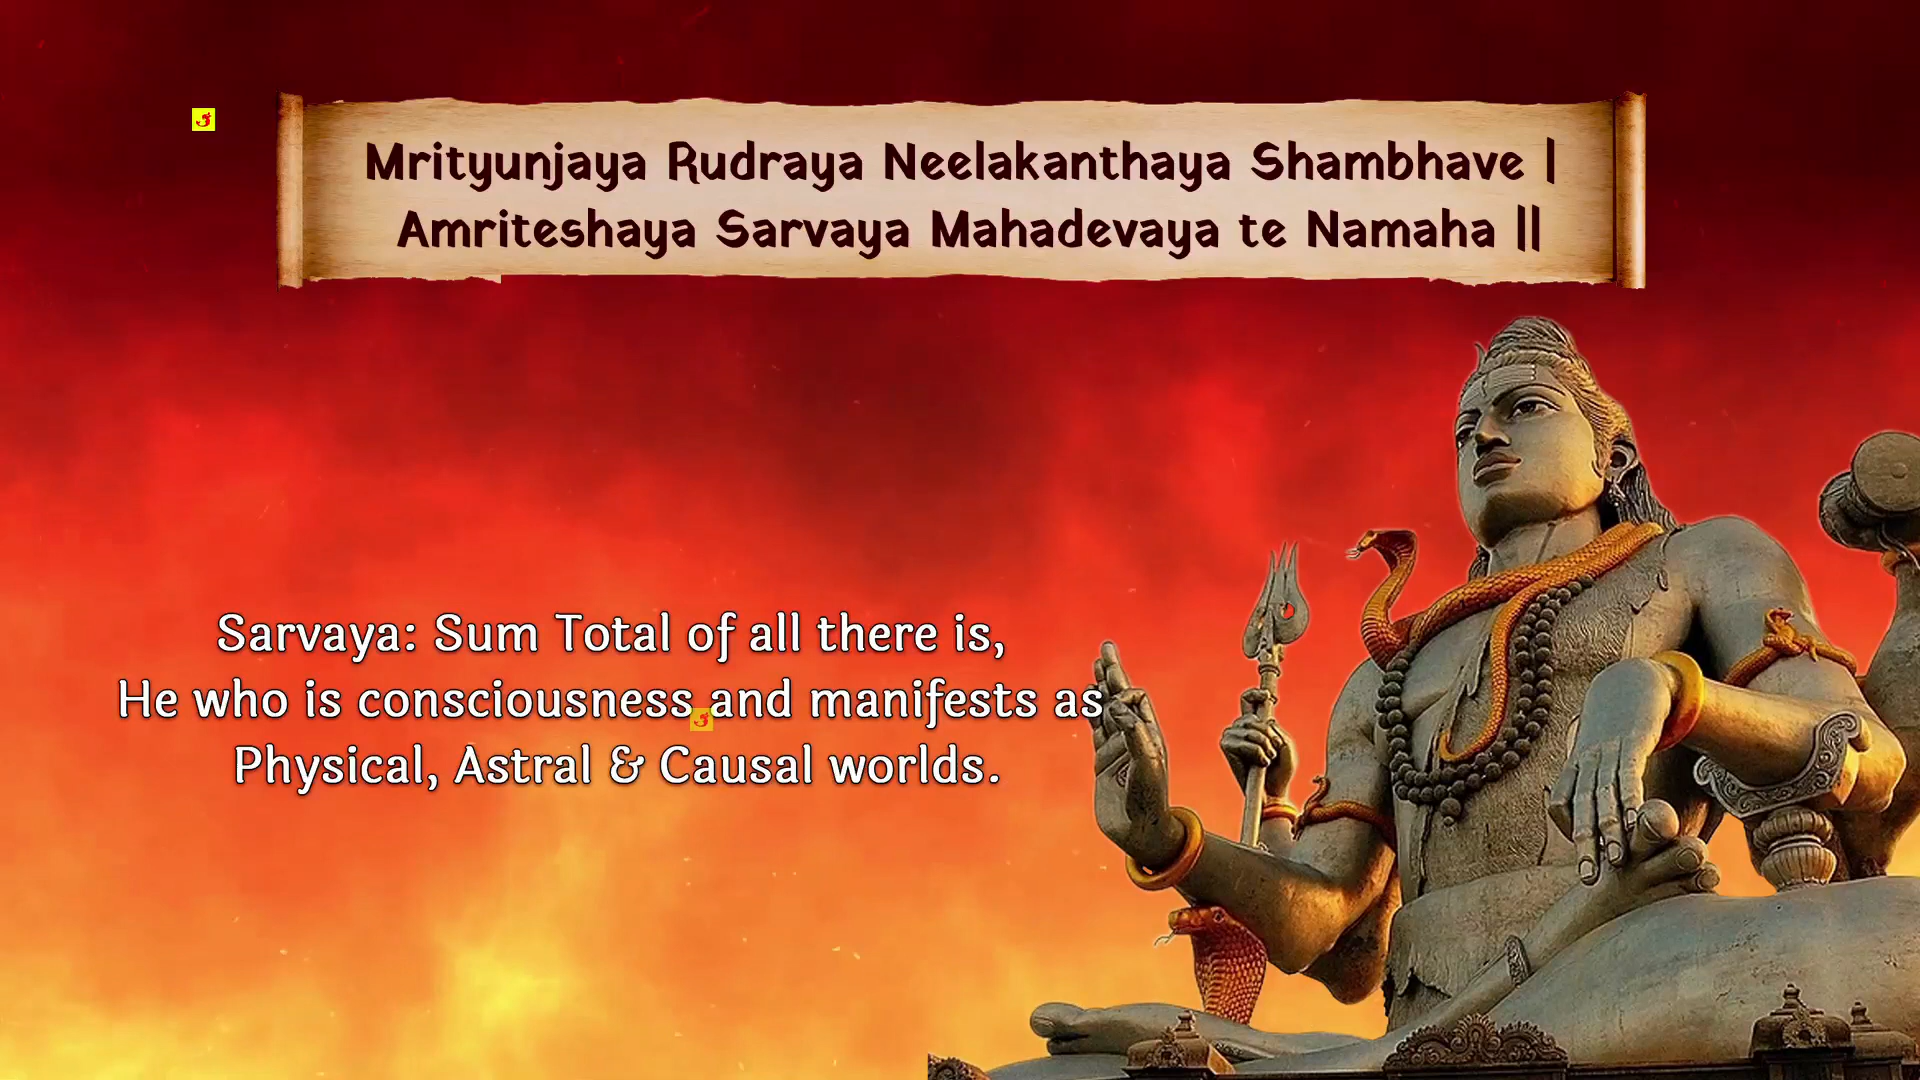 Mrityunjaya Rudraya Neelakanthaya Shambhave |
Amriteshaya Sarvaya Mahadevaya te Namaha ||
Sarvaya: Sum Total of all there is,
He who is consciousness and manifests as
Physical, Astral & Causal worlds.